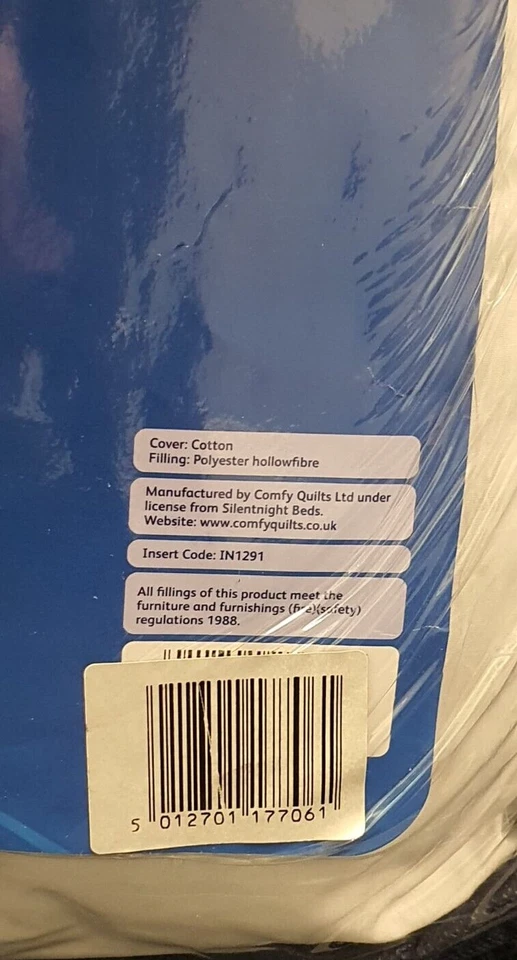 Cover: Cotton
Filling: Polyester hollowfibre
Manufactured by Comfy Quilts Ltd under
license from Silentnight Beds.
Website: www.comfyquilts.co.uk
Insert Code: IN1291
All fillings of this product meet the
furniture and furnishings (fire)(safety)
regulations 1988.
5 012701 177061